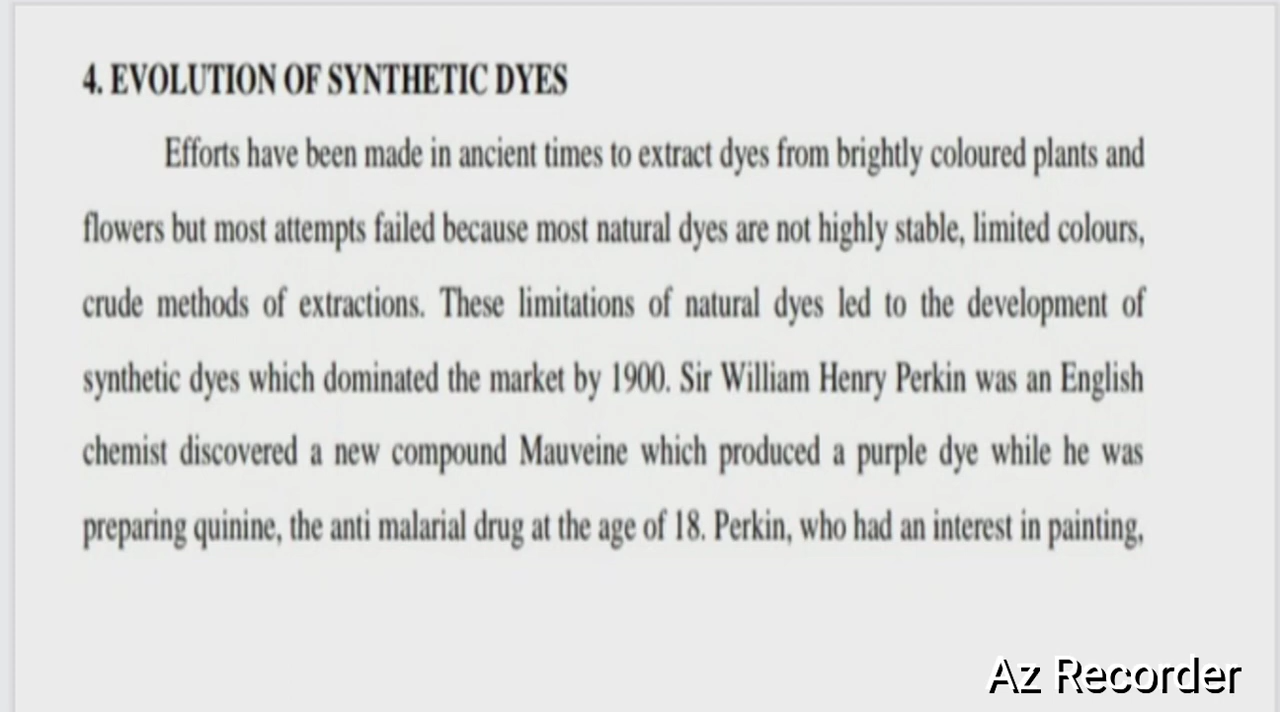 4. EVOLUTION OF SYNTHETIC DYES
Efforts have been made in ancient times to extract dyes from brightly coloured plants and
flowers but most attempts failed because most natural dyes are not highly stable, limited colours,
crude methods of extractions. These limitations of natural dyes led to the development of
synthetic dyes which dominated the market by 1900. Sir William Henry Perkin was an English
chemist discovered a new compound Mauveine which produced a purple dye while he was
preparing quinine, the anti malarial drug at the age of 18. Perkin, who had an interest in painting,
Az Recorder